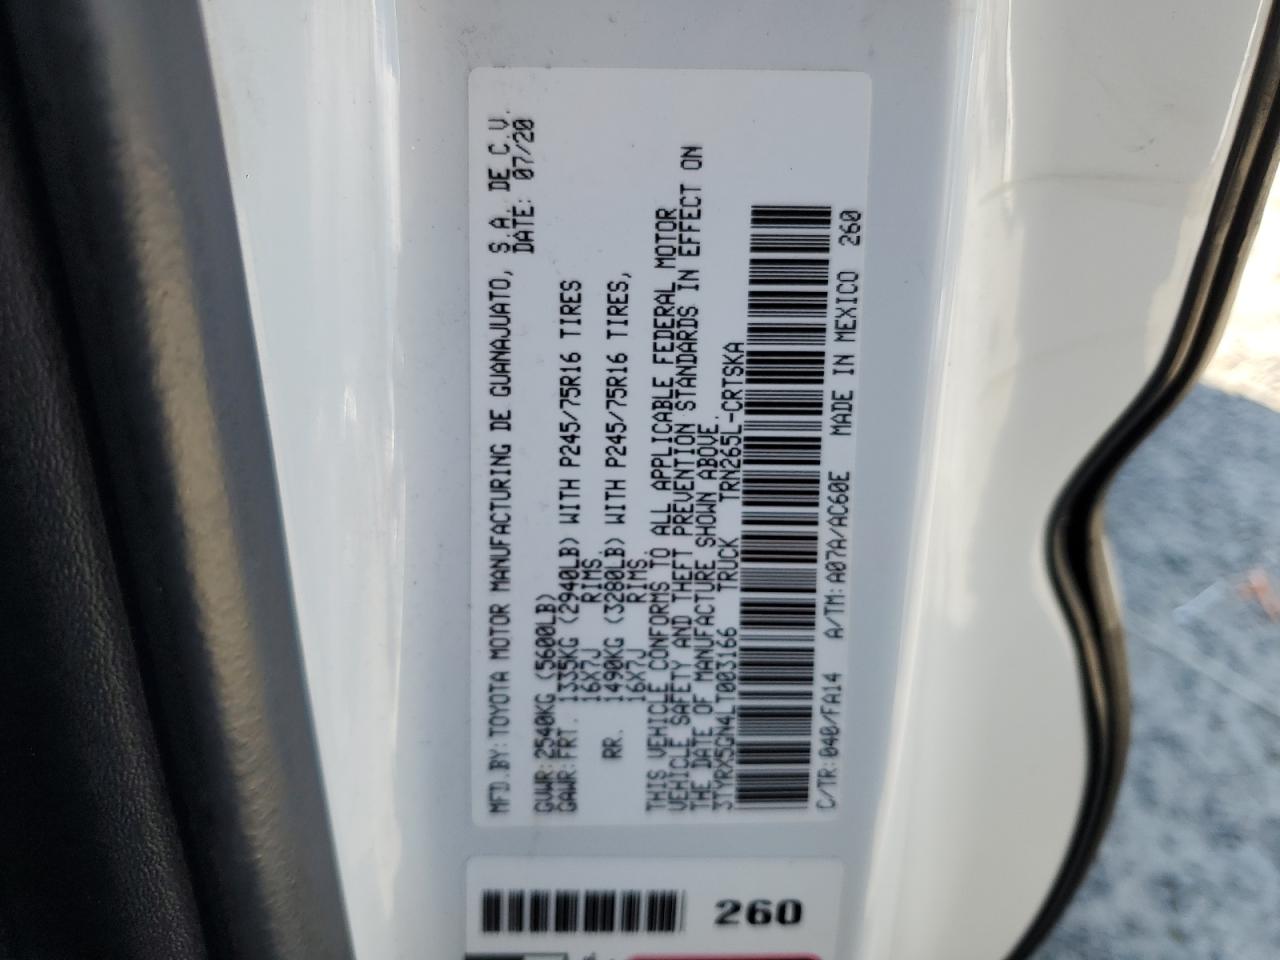 MFD.BY:TOYOTA MOTOR MANUFACTURING DE GUANAJUATO, S.A. DE C.V.
DATE: 07/20
GVWR:2540KG (5600LB)
GAWR:FRT. 1335KG (2940LB) WITH P245/75R16 TIRES
16X7J RIMS,
RR. 1490KG (3280LB) WITH P245/75R16 TIRES,
16X7J RIMS
THIS VEHICLE CONFORMS TO ALL APPLICABLE FEDERAL MOTOR
VEHICLE SAFETY AND THEFT PREVENTION STANDARDS IN EFFECT ON
THE DATE OF MANUFACTURE SHOWN ABOVE.
3TYRX5GN4LT003166 TRUCK TRN265L-CRTSKA
C/TR:040/FA14 A/TM:A07A/AC60E MADE IN MEXICO 260
260